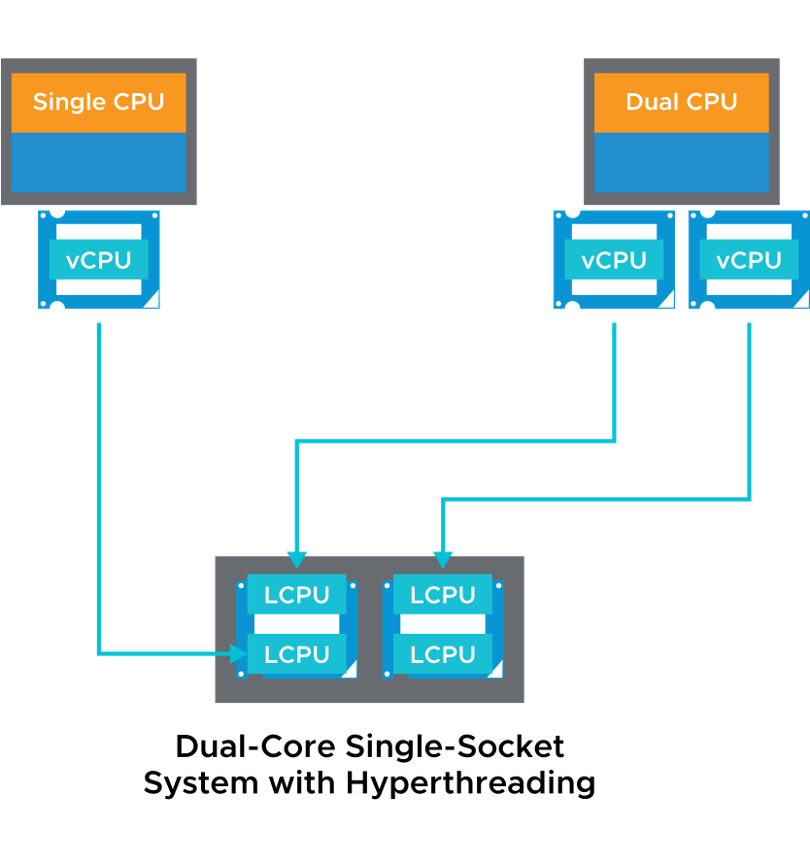 Single CPU
Dual CPU
vCPU
vCPU
vCPU
LCPU
LCPU
LCPU
LCPU
Dual-Core Single-Socket
System with Hyperthreading